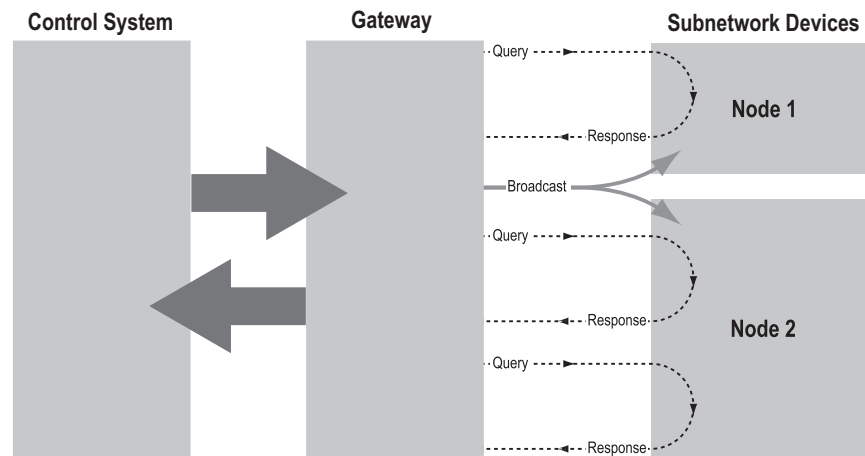 Control System
Gateway
Subnetwork Devices
Query
Node 1
Response
Broadcast
Query
Response
Node 2
Query
Response